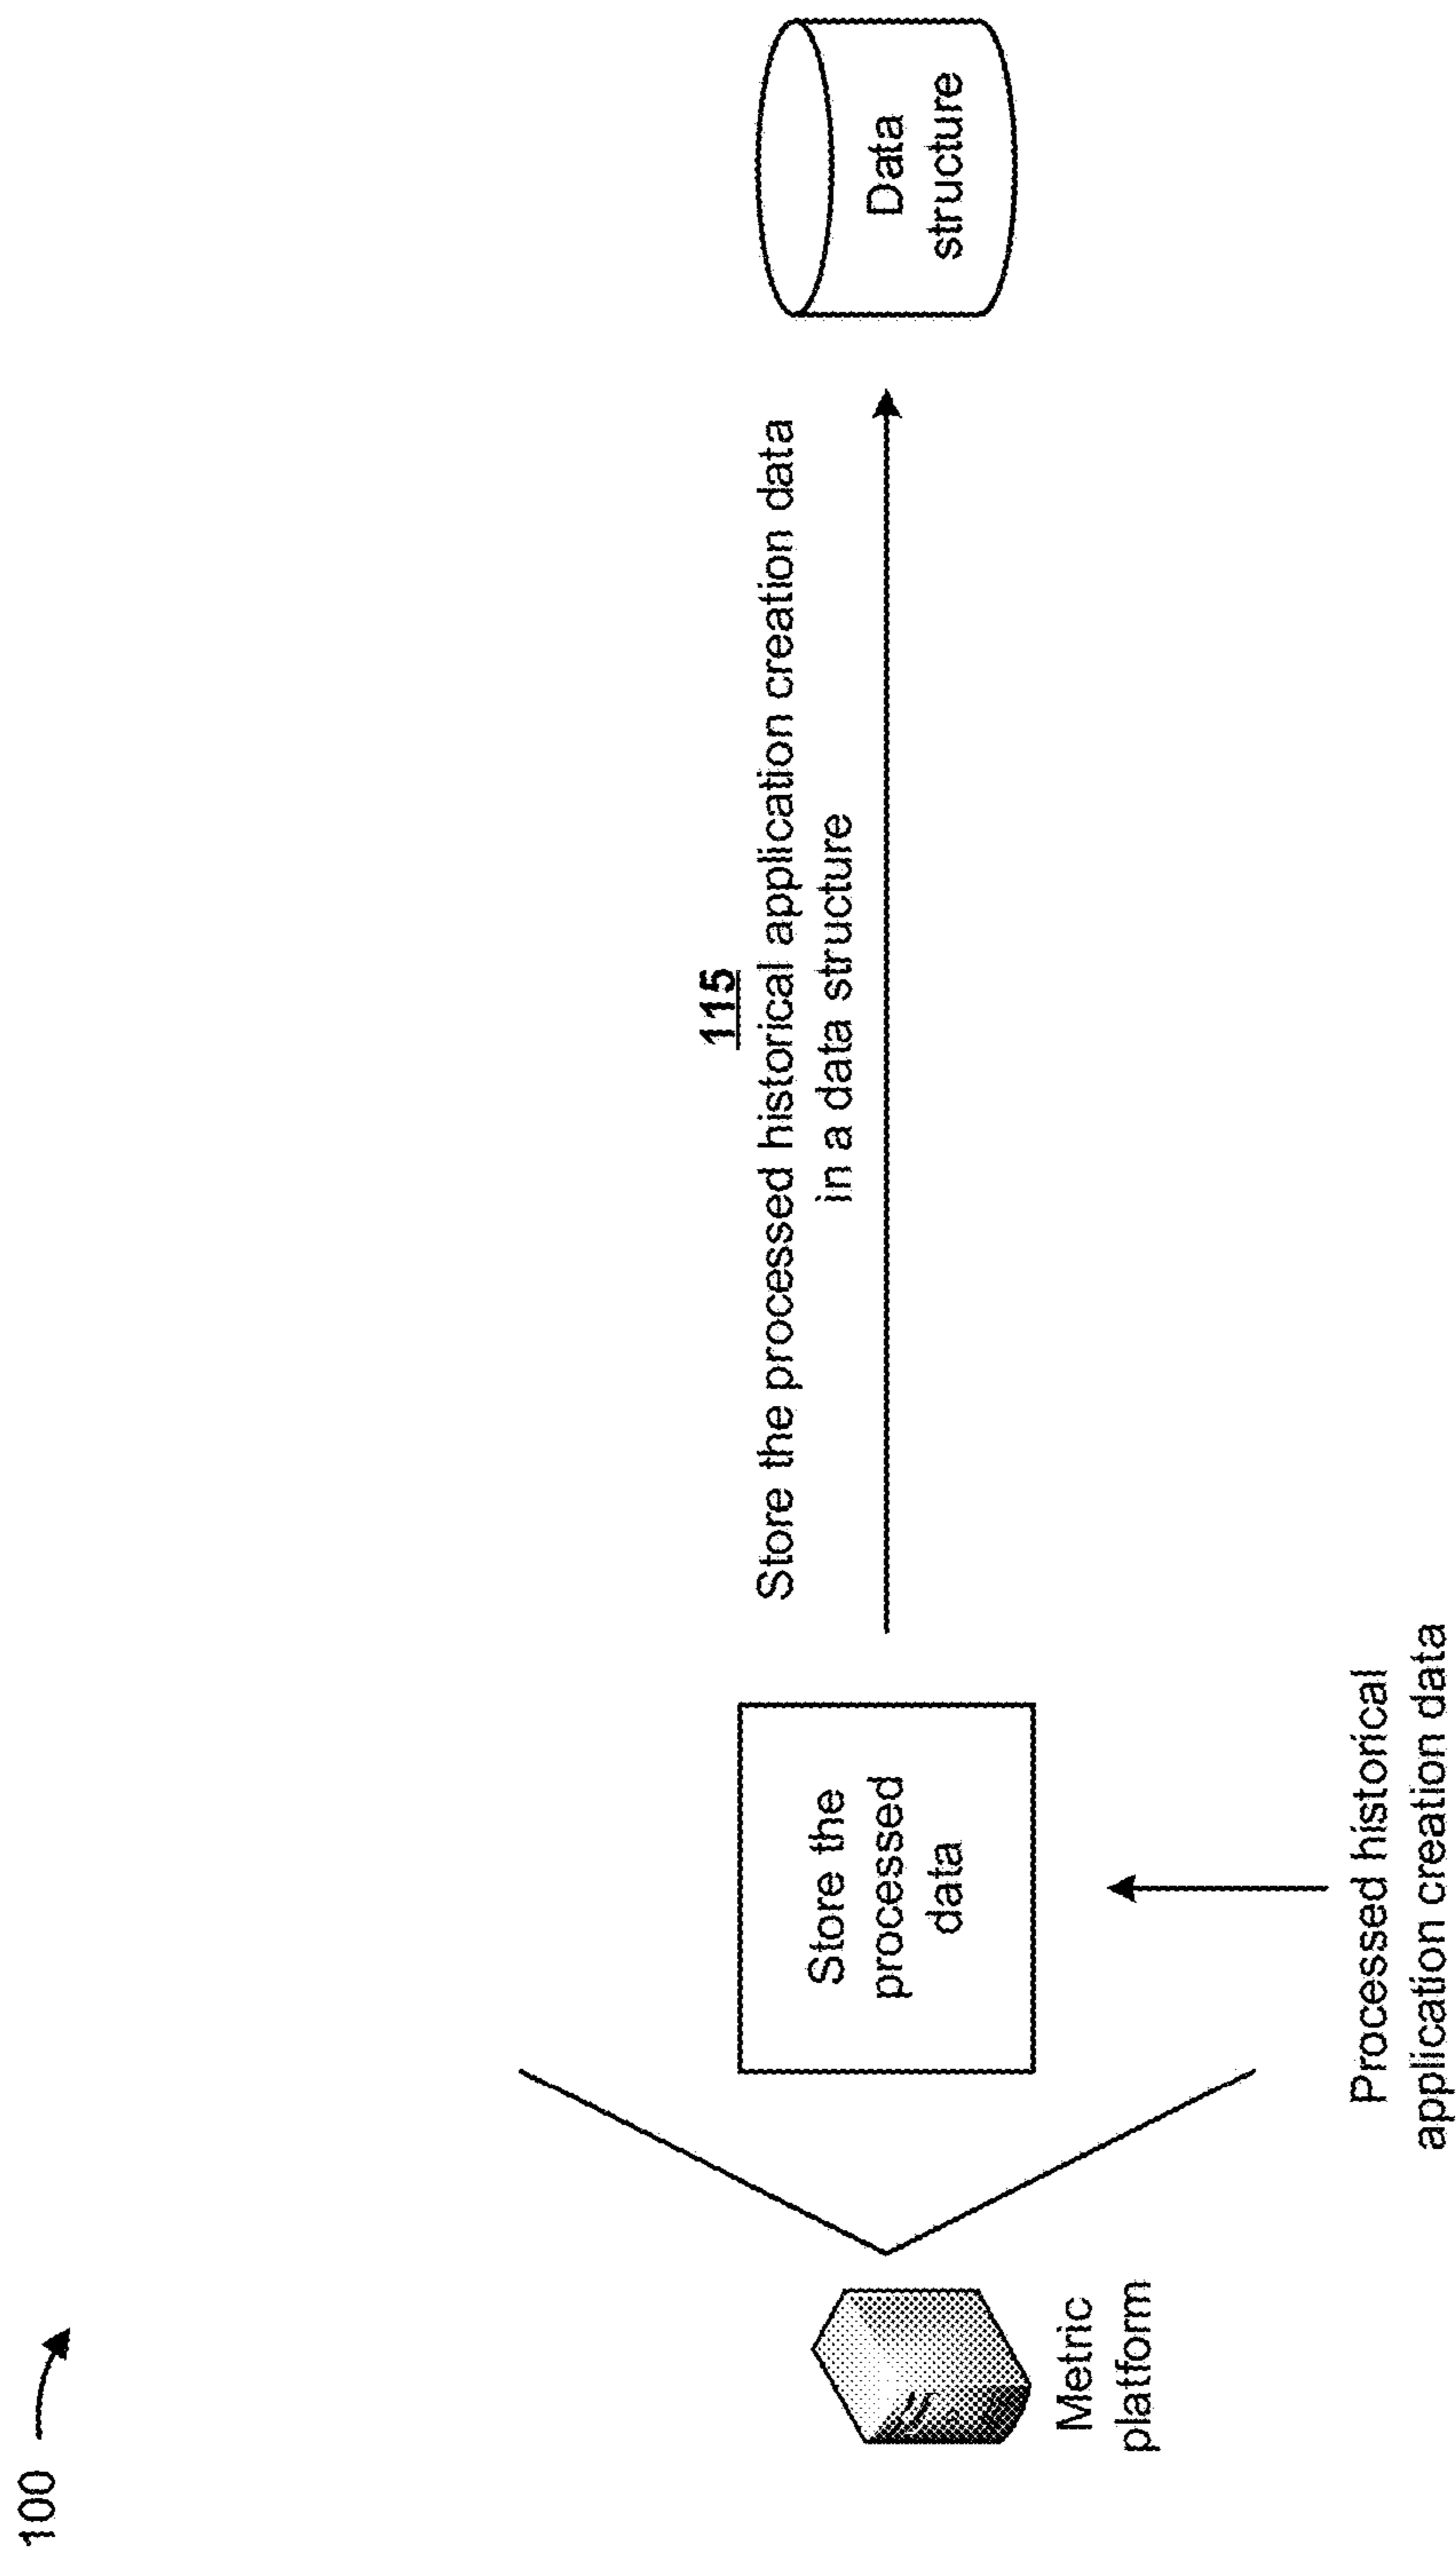 100
115
Store the processed historical application creation data
in a data structure
Metric
platform
Store the
processed
data
Data
structure
Processed historical
application creation data